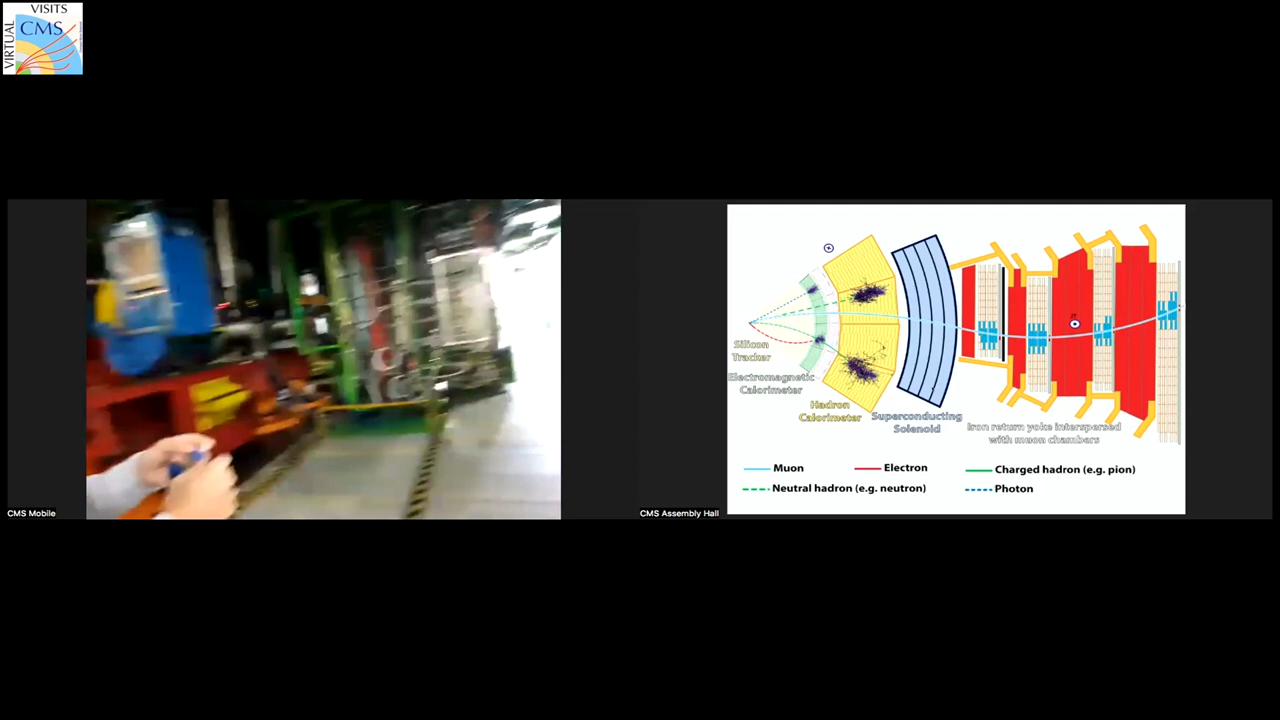 VISITS
CMS
VIRTUAL
Silicon
Tracker
Electromagnetic
Calorimeter
Hadron
Calorimeter
Superconducting
Solenoid
Iron return yoke interspersed
with muon chambers
Muon
Electron
Charged hadron (e.g. pion)
Neutral hadron (e.g. neutron)
Photon
CMS Mobile
CMS Assembly Hall